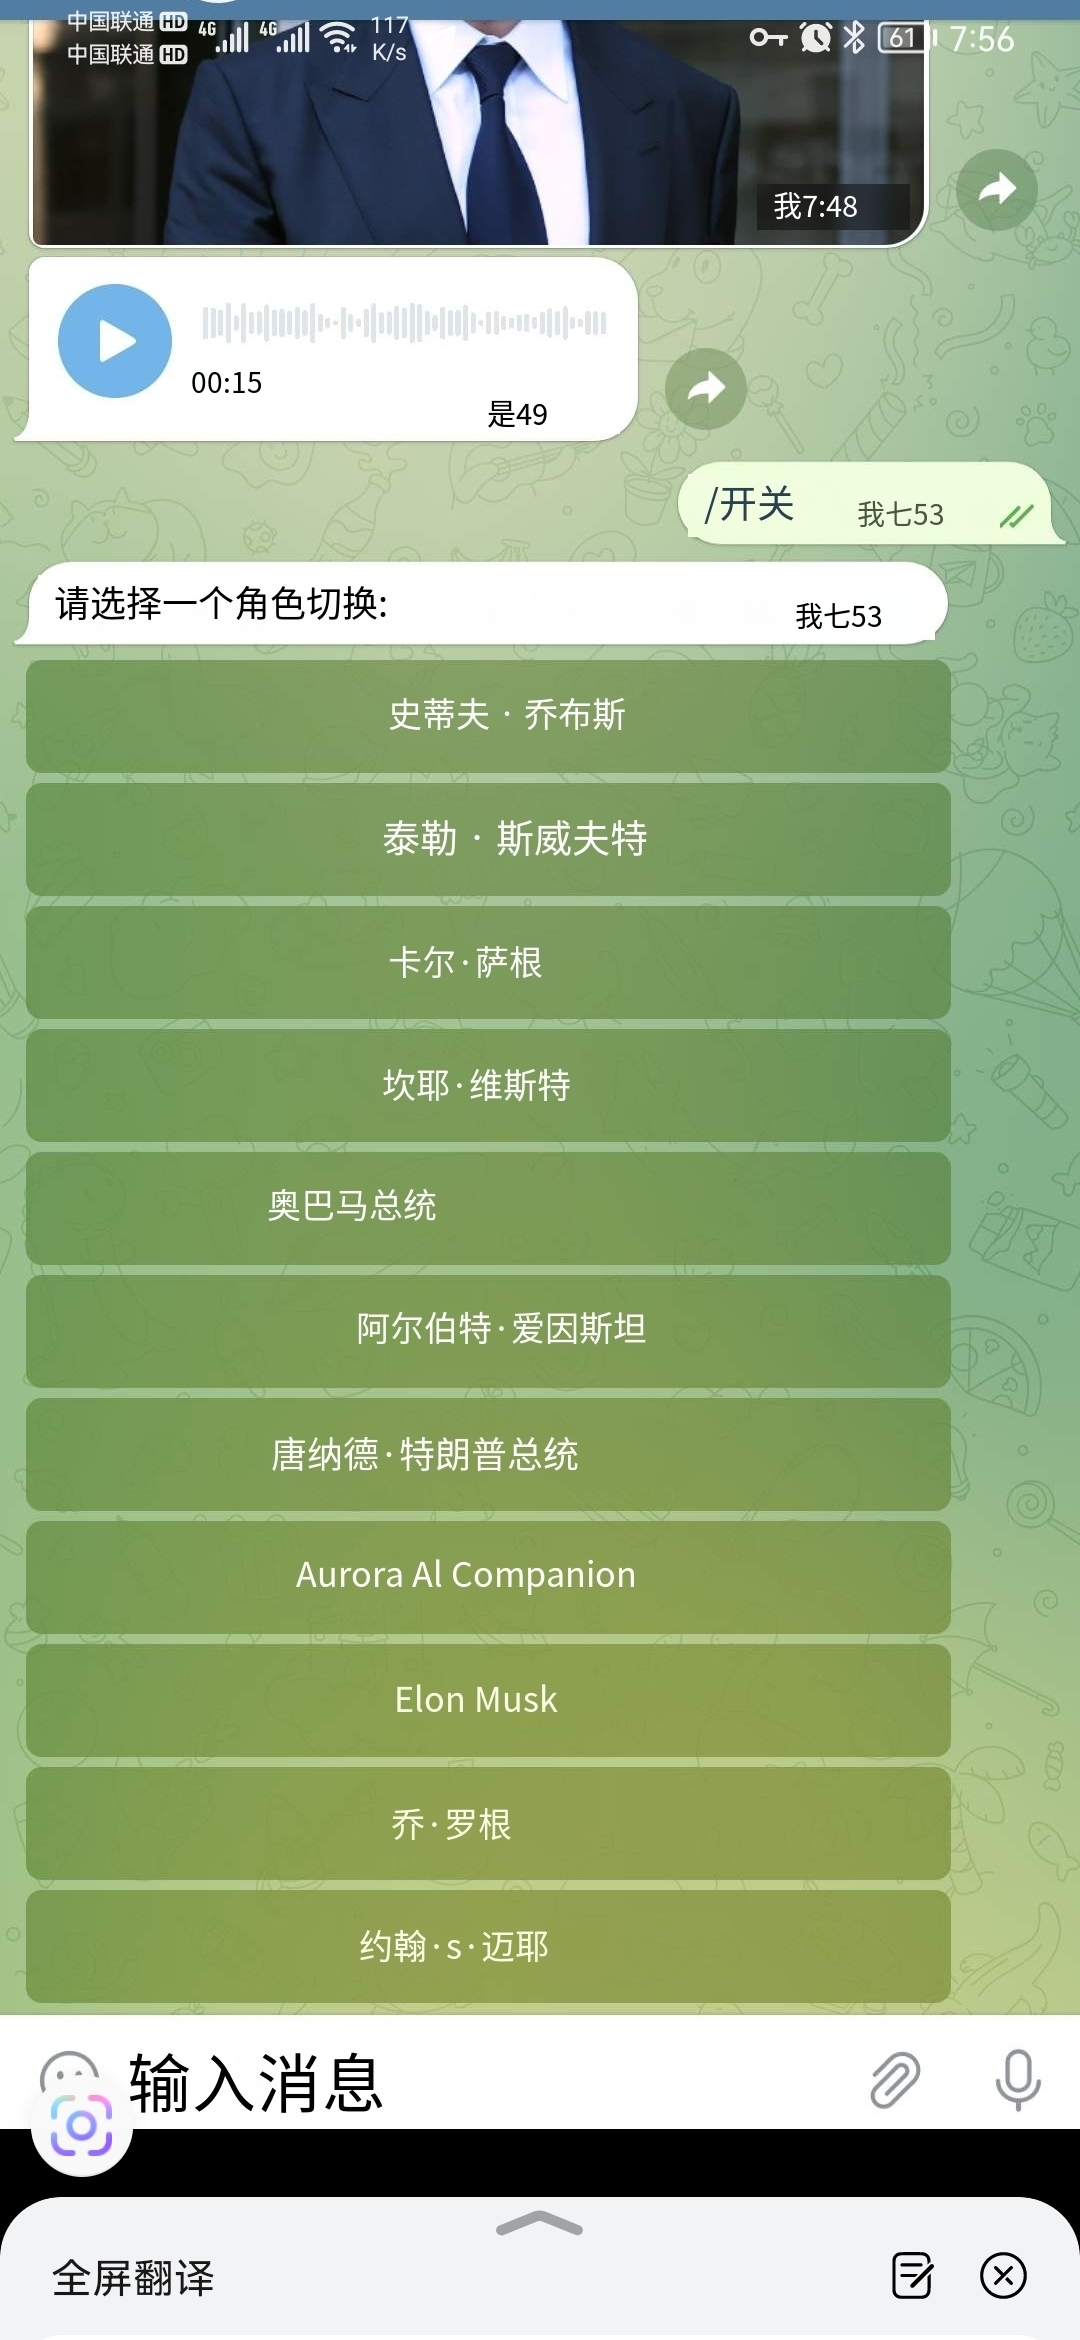 中国联通 HD 4G 4G 117 K/s 61 7:56
中国联通 HD
我7:48
00:15
是49
/开关 我七53
请选择一个角色切换: 我七53
史蒂夫·乔布斯
泰勒·斯威夫特
卡尔·萨根
坎耶·维斯特
奥巴马总统
阿尔伯特·爱因斯坦
唐纳德·特朗普总统
Aurora Al Companion
Elon Musk
乔·罗根
约翰·s·迈耶
输入消息
全屏翻译